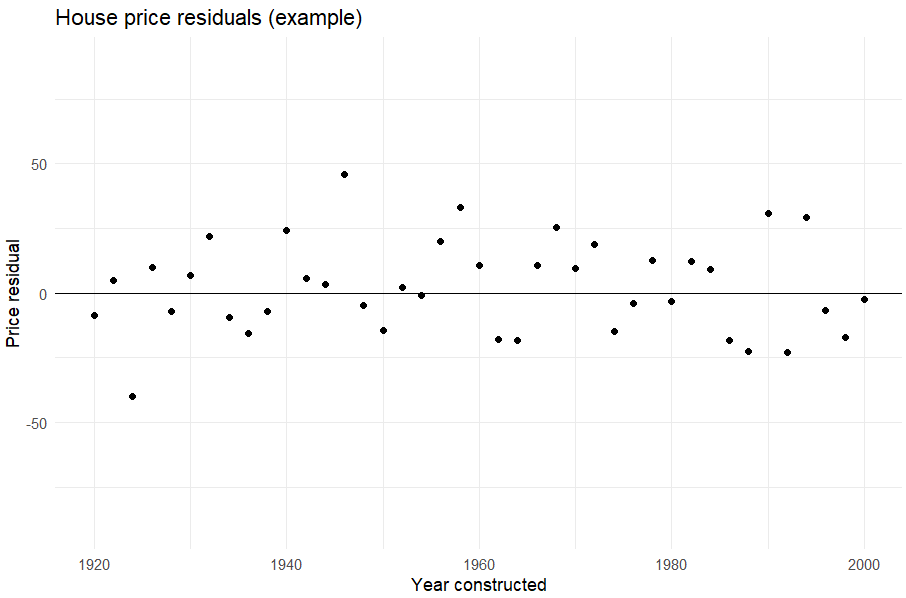 House price residuals (example)
Price residual
50
0
-50
1920 1940 1960 1980 2000
Year constructed